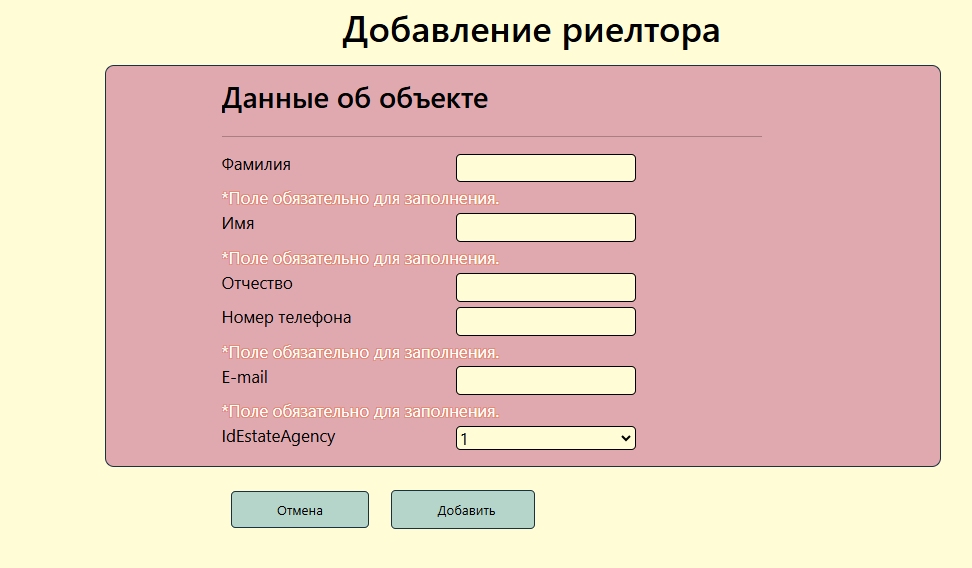 Добавление риелтора
Данные об объекте
Фамилия
*Поле обязательно для заполнения.
Имя
*Поле обязательно для заполнения.
Отчество
Номер телефона
*Поле обязательно для заполнения.
E-mail
*Поле обязательно для заполнения.
IdEstateAgency 1
Отмена Добавить